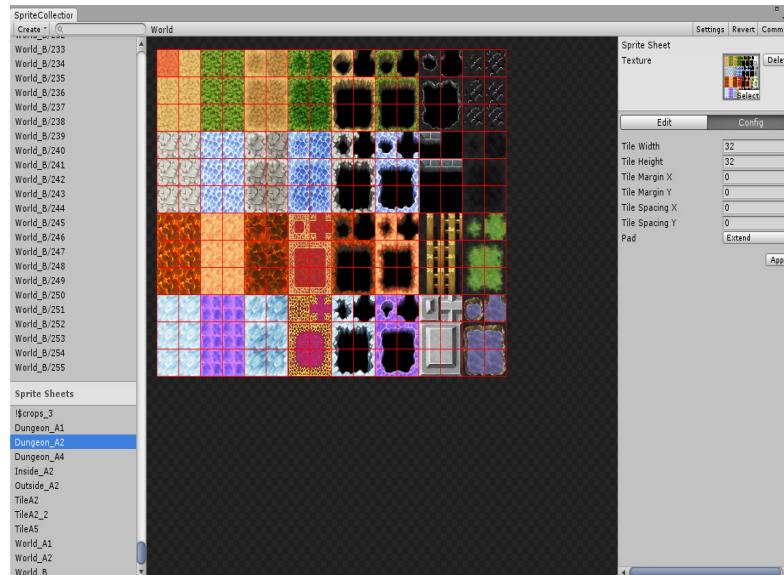 SpriteCollection
Create
World
Settings Revert
World_B/233
World_B/234
World_B/235
World_B/236
World_B/237
World_B/238
World_B/239
World_B/240
World_B/241
World_B/242
World_B/243
World_B/244
World_B/245
World_B/246
World_B/247
World_B/248
World_B/249
World_B/250
World_B/251
World_B/252
World_B/253
World_B/254
World_B/255
Sprite Sheets
!$crops_3
Dungeon_A1
Dungeon_A2
Dungeon_A4
Inside_A2
Outside_A2
TileA2
TileA2_2
TileA5
World_A1
World_A2
World_B
Sprite Sheet
Texture
Select
Edit Config
Tile Width 32
Tile Height 32
Tile Margin X 0
Tile Margin Y 0
Tile Spacing X 0
Tile Spacing Y 0
Pad Extend